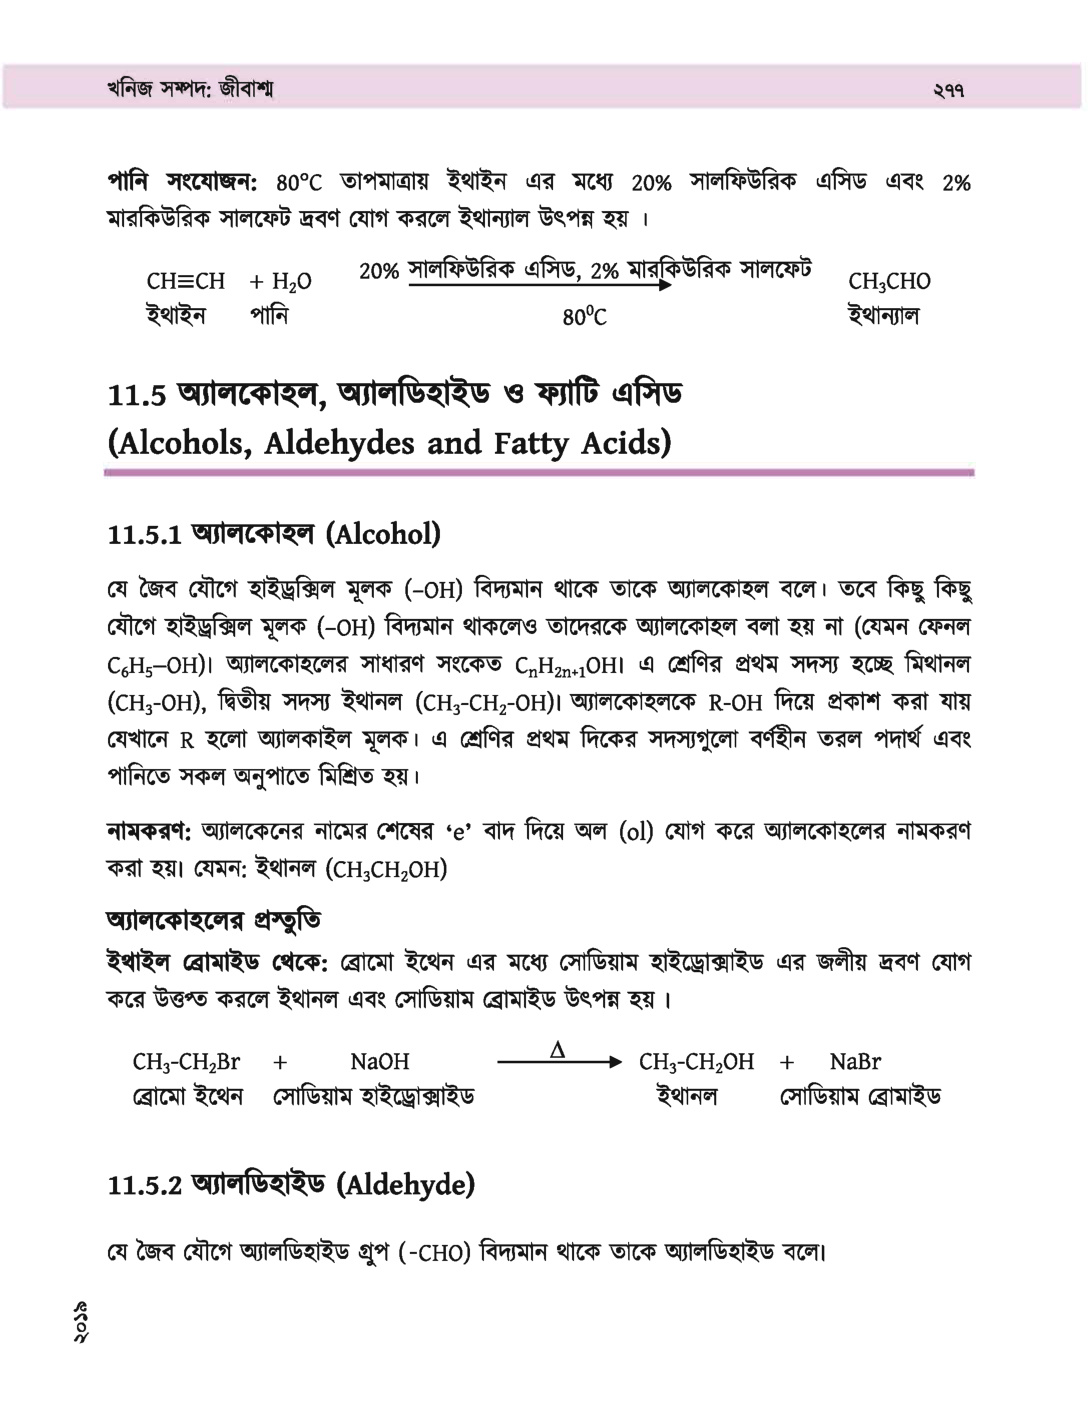 খনিজ সম্পদ: জীবাশ্ম ২৭৭
পানি সংযোজন: 80°C তাপমাত্রায় ইথাইন এর মধ্যে 20% সালফিউরিক এসিড এবং 2%
মারকিউরিক সালফেট দ্রবণ যোগ করলে ইথান্যাল উৎপন্ন হয় ।
CH≡CH + H₂O 20% সালফিউরিক এসিড, 2% মারকিউরিক সালফেট CH₃CHO
ইথাইন পানি 80⁰C ইথান্যাল
11.5 অ্যালকোহল, অ্যালডিহাইড ও ফ্যাটি এসিড
(Alcohols, Aldehydes and Fatty Acids)
11.5.1 অ্যালকোহল (Alcohol)
যে জৈব যৌগে হাইড্রক্সিল মূলক (–OH) বিদ্যমান থাকে তাকে অ্যালকোহল বলে। তবে কিছু কিছু
যৌগে হাইড্রক্সিল মূলক (–OH) বিদ্যমান থাকলেও তাদেরকে অ্যালকোহল বলা হয় না (যেমন ফেনল
C₆H₅–OH)। অ্যালকোহলের সাধারণ সংকেত CₙH₂ₙ₊₁OH। এ শ্রেণির প্রথম সদস্য হচ্ছে মিথানল
(CH₃-OH), দ্বিতীয় সদস্য ইথানল (CH₃-CH₂-OH)। অ্যালকোহলকে R-OH দিয়ে প্রকাশ করা যায়
যেখানে R হলো অ্যালকাইল মূলক। এ শ্রেণির প্রথম দিকের সদস্যগুলো বর্ণহীন তরল পদার্থ এবং
পানিতে সকল অনুপাতে মিশ্রিত হয়।
নামকরণ: অ্যালকেনের নামের শেষের ‘e’ বাদ দিয়ে অল (ol) যোগ করে অ্যালকোহলের নামকরণ
করা হয়। যেমন: ইথানল (CH₃CH₂OH)
অ্যালকোহলের প্রস্তুতি
ইথাইল ব্রোমাইড থেকে: ব্রোমো ইথেন এর মধ্যে সোডিয়াম হাইড্রোক্সাইড এর জলীয় দ্রবণ যোগ
করে উত্তপ্ত করলে ইথানল এবং সোডিয়াম ব্রোমাইড উৎপন্ন হয় ।
CH₃-CH₂Br + NaOH Δ CH₃-CH₂OH + NaBr
ব্রোমো ইথেন সোডিয়াম হাইড্রোক্সাইড ইথানল সোডিয়াম ব্রোমাইড
11.5.2 অ্যালডিহাইড (Aldehyde)
যে জৈব যৌগে অ্যালডিহাইড গ্রুপ (-CHO) বিদ্যমান থাকে তাকে অ্যালডিহাইড বলে।
২০১৯